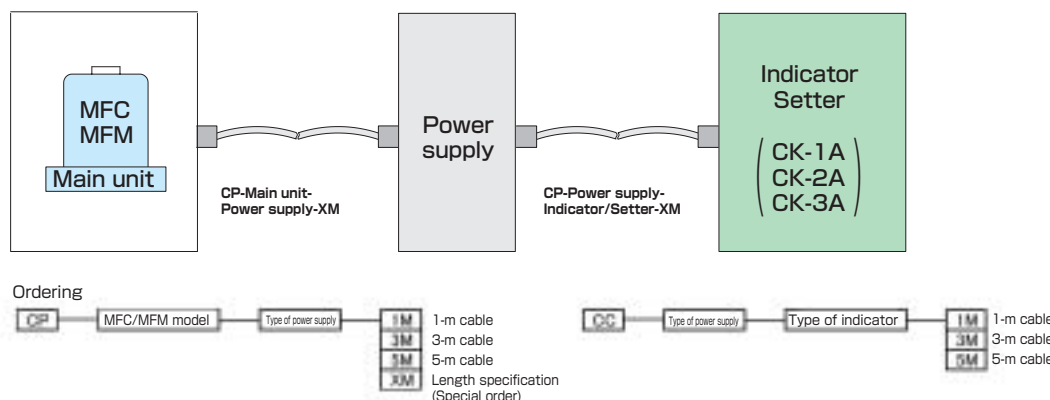 MFC
MFM
Main unit
CP-Main unit-
Power supply-XM
Power
supply
CP-Power supply-
Indicator/Setter-XM
Indicator
Setter
CK-1A
CK-2A
CK-3A
Ordering
CP MFC/MFM model Type of power supply 1M 1-m cable
3M 3-m cable
5M 5-m cable
XM Length specification
(Special order)
CC Type of power supply Type of indicator 1M 1-m cable
3M 3-m cable
5M 5-m cable